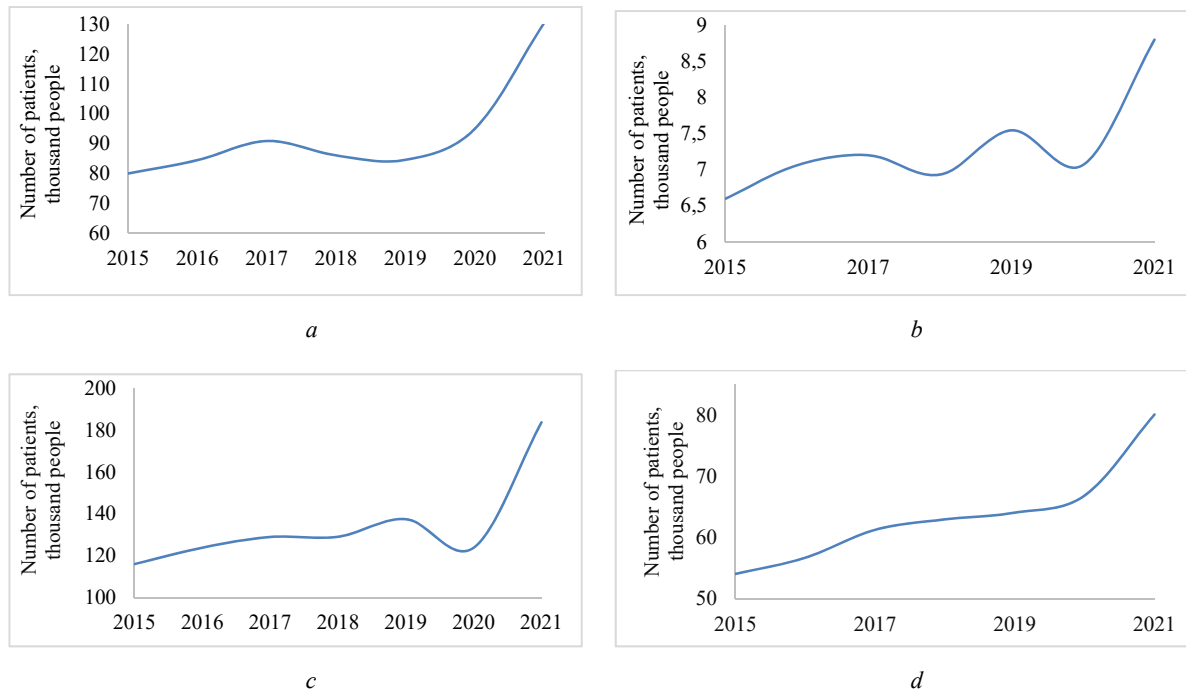 Number of patients,
thousand people
130
120
110
100
90
80
70
60
2015 2016 2017 2018 2019 2020 2021
a
Number of patients,
thousand people
9
8,5
8
7,5
7
6,5
6
2015 2017 2019 2021
b
Number of patients,
thousand people
200
180
160
140
120
100
2015 2016 2017 2018 2019 2020 2021
c
Number of patients,
thousand people
80
70
60
50
2015 2017 2019 2021
d